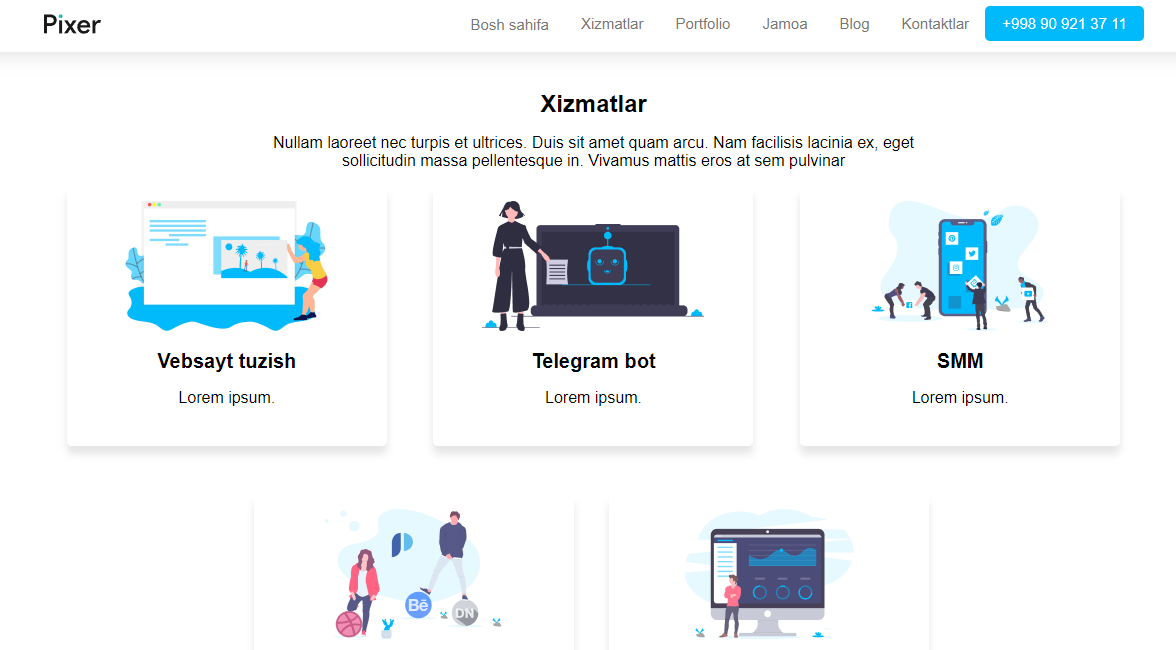 Pixer
Bosh sahifa Xizmatlar Portfolio Jamoa Blog Kontaktlar +998 90 921 37 11
Xizmatlar
Nullam laoreet nec turpis et ultrices. Duis sit amet quam arcu. Nam facilisis lacinia ex, eget
sollicitudin massa pellentesque in. Vivamus mattis eros at sem pulvinar
Vebsayt tuzish
Lorem ipsum.
Telegram bot
Lorem ipsum.
SMM
Lorem ipsum.
Bē
DN